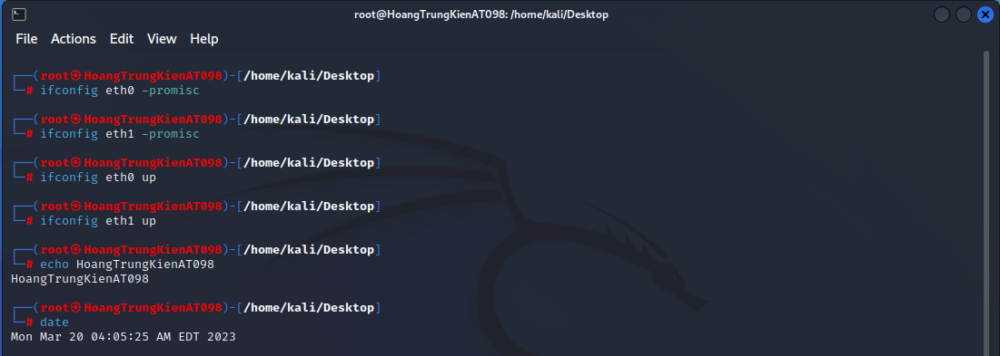 root@HoangTrungKienAT098: /home/kali/Desktop
File Actions Edit View Help
┌──(root㉿HoangTrungKienAT098)-[/home/kali/Desktop]
└─# ifconfig eth0 -promisc
┌──(root㉿HoangTrungKienAT098)-[/home/kali/Desktop]
└─# ifconfig eth1 -promisc
┌──(root㉿HoangTrungKienAT098)-[/home/kali/Desktop]
└─# ifconfig eth0 up
┌──(root㉿HoangTrungKienAT098)-[/home/kali/Desktop]
└─# ifconfig eth1 up
┌──(root㉿HoangTrungKienAT098)-[/home/kali/Desktop]
└─# echo HoangTrungKienAT098
HoangTrungKienAT098
┌──(root㉿HoangTrungKienAT098)-[/home/kali/Desktop]
└─# date
Mon Mar 20 04:05:25 AM EDT 2023